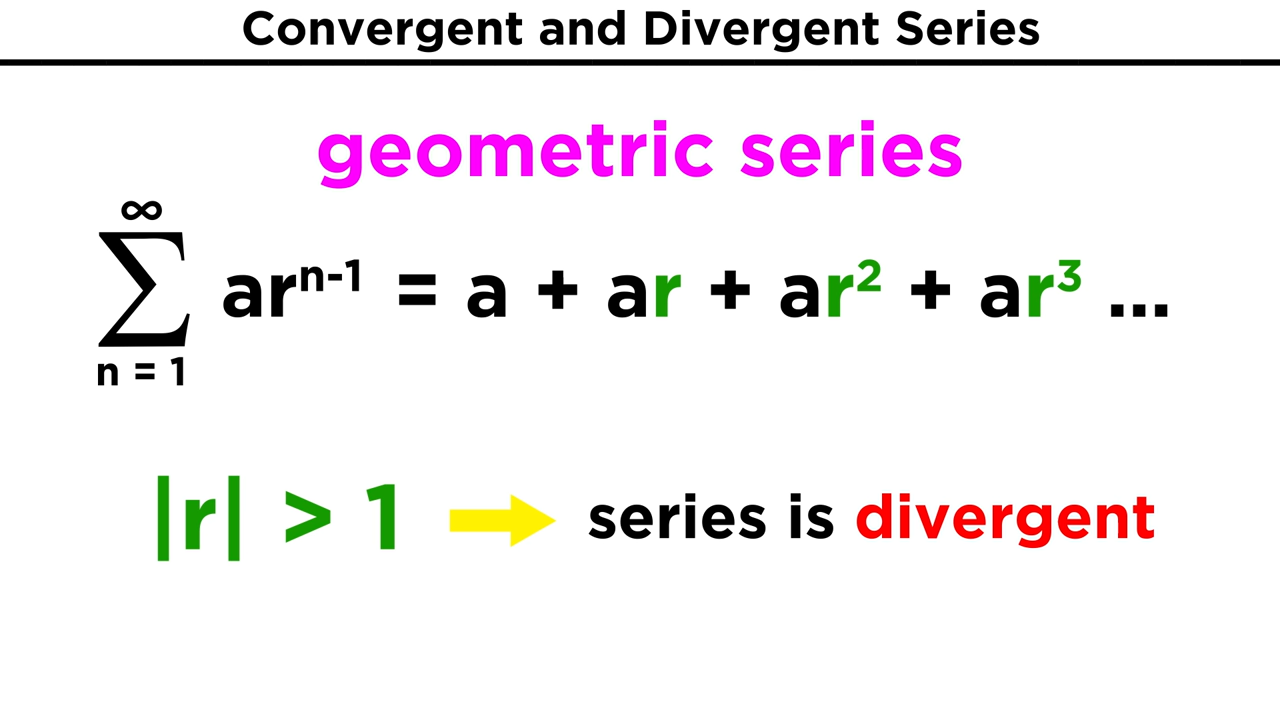 Convergent and Divergent Series
geometric series
∞
∑ arⁿ⁻¹ = a + ar + ar² + ar³ ...
n = 1
|r| > 1 → series is divergent